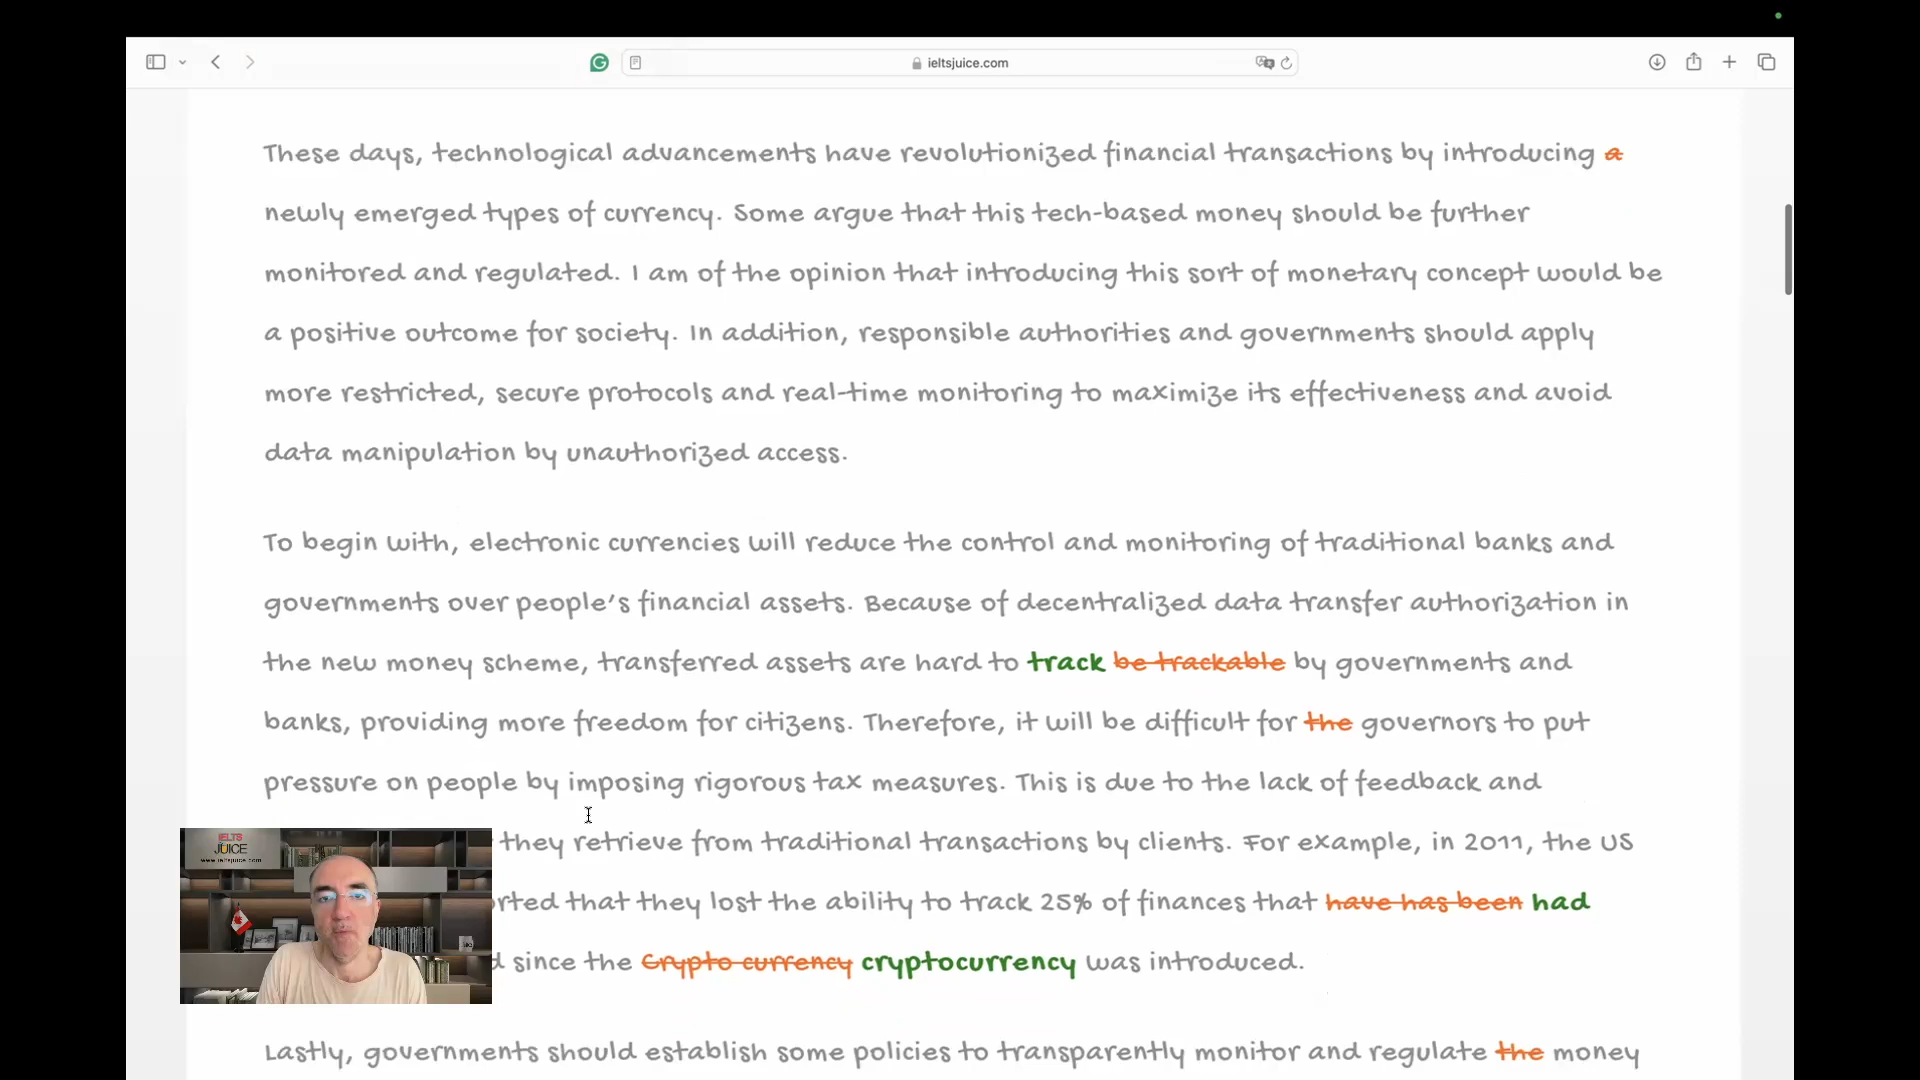 ieltsjuice.com
These days, technological advancements have revolutionized financial transactions by introducing a
newly emerged types of currency. Some argue that this tech-based money should be further
monitored and regulated. I am of the opinion that introducing this sort of monetary concept would be
a positive outcome for society. In addition, responsible authorities and governments should apply
more restricted, secure protocols and real-time monitoring to maximize its effectiveness and avoid
data manipulation by unauthorized access.
To begin with, electronic currencies will reduce the control and monitoring of traditional banks and
governments over people's financial assets. Because of decentralized data transfer authorization in
the new money scheme, transferred assets are hard to track be trackable by governments and
banks, providing more freedom for citizens. Therefore, it will be difficult for the governors to put
pressure on people by imposing rigorous tax measures. This is due to the lack of feedback and
they retrieve from traditional transactions by clients. For example, in 2011, the US
rted that they lost the ability to track 25% of finances that have has been had
d since the Crypto currency cryptocurrency was introduced.
Lastly, governments should establish some policies to transparently monitor and regulate the money
IELTS
JUICE
www.ieltsjuice.com